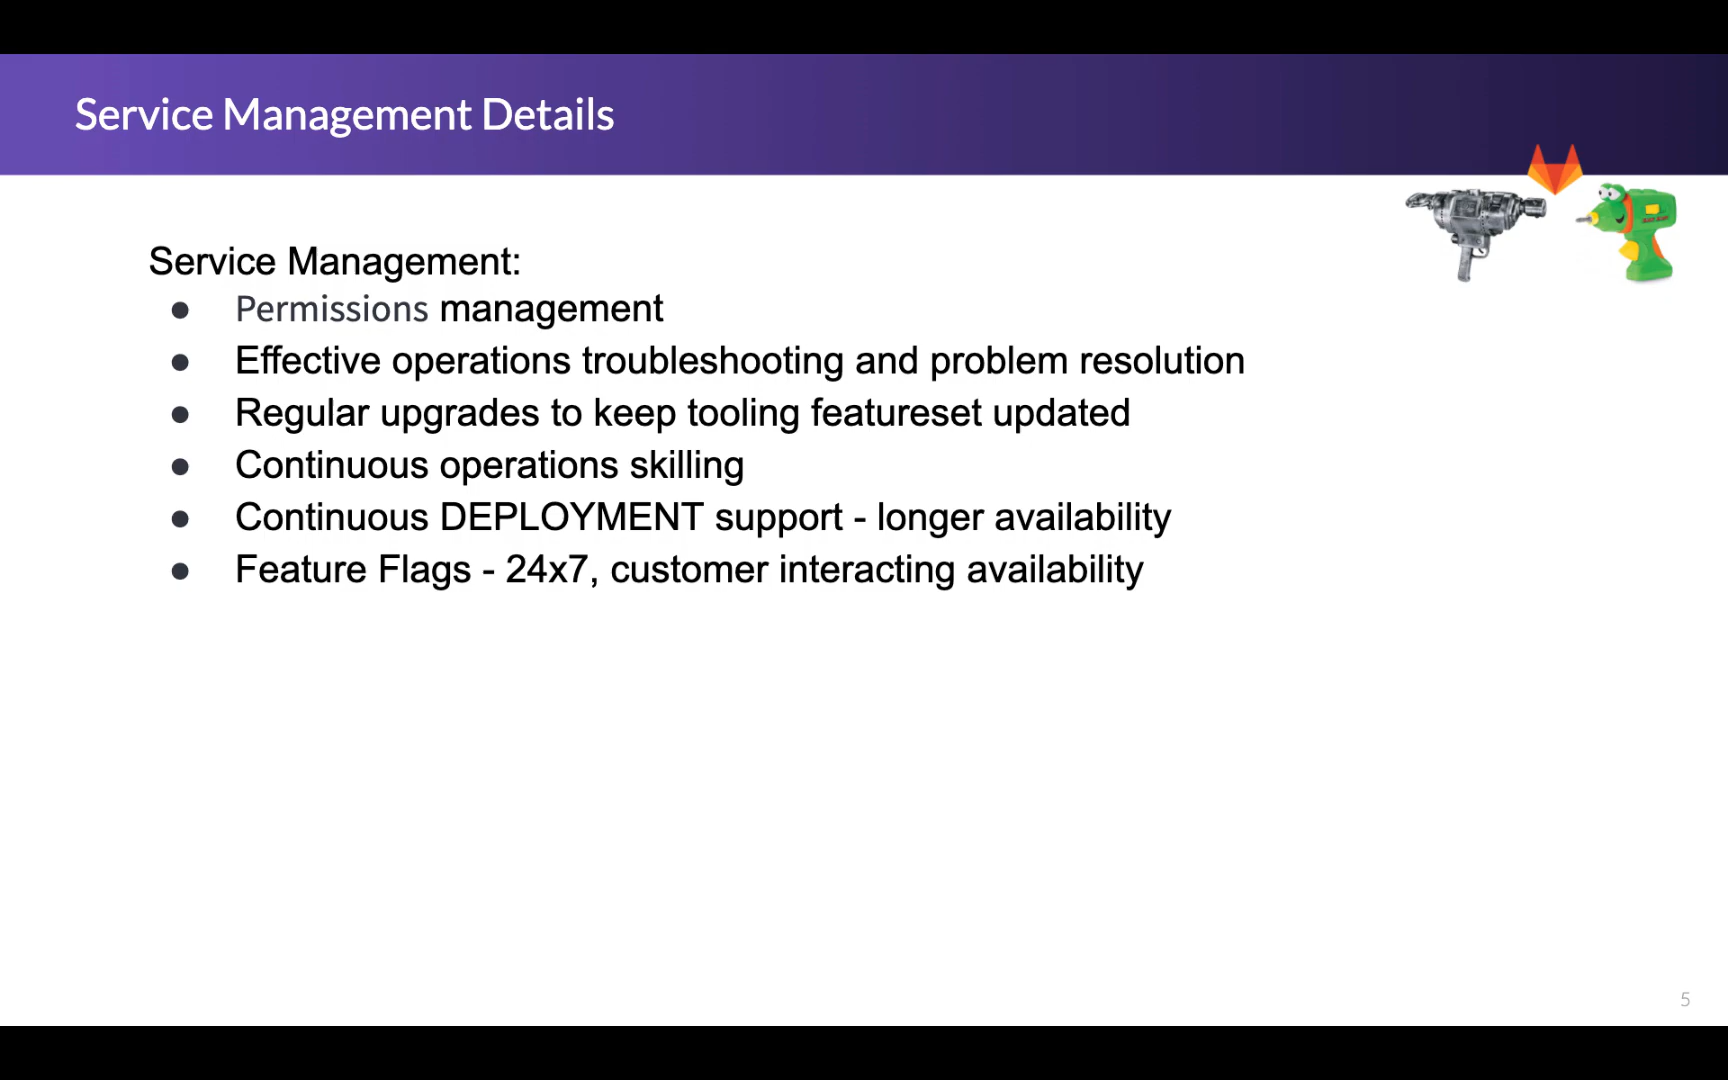 Service Management Details
Service Management:
● Permissions management
● Effective operations troubleshooting and problem resolution
● Regular upgrades to keep tooling featureset updated
● Continuous operations skilling
● Continuous DEPLOYMENT support - longer availability
● Feature Flags - 24x7, customer interacting availability
5